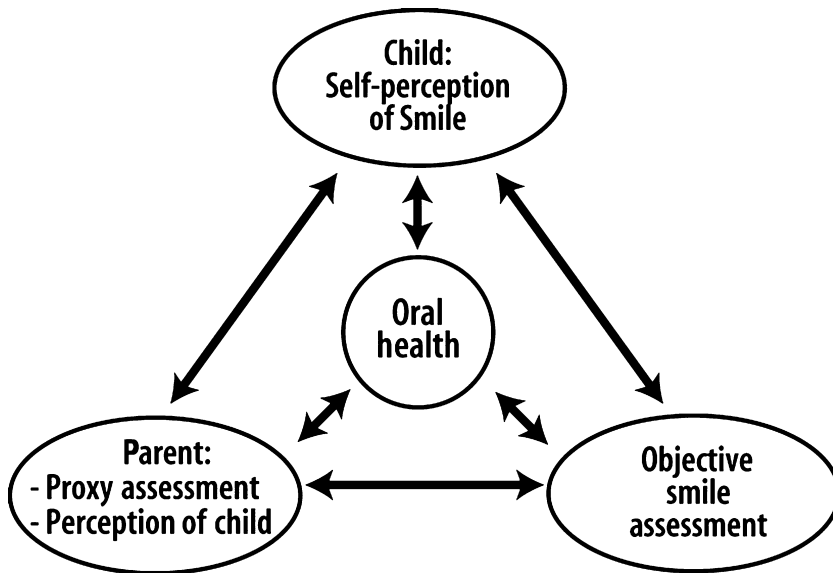 Child:
Self-perception
of Smile
Oral
health
Parent:
- Proxy assessment
- Perception of child
Objective
smile
assessment